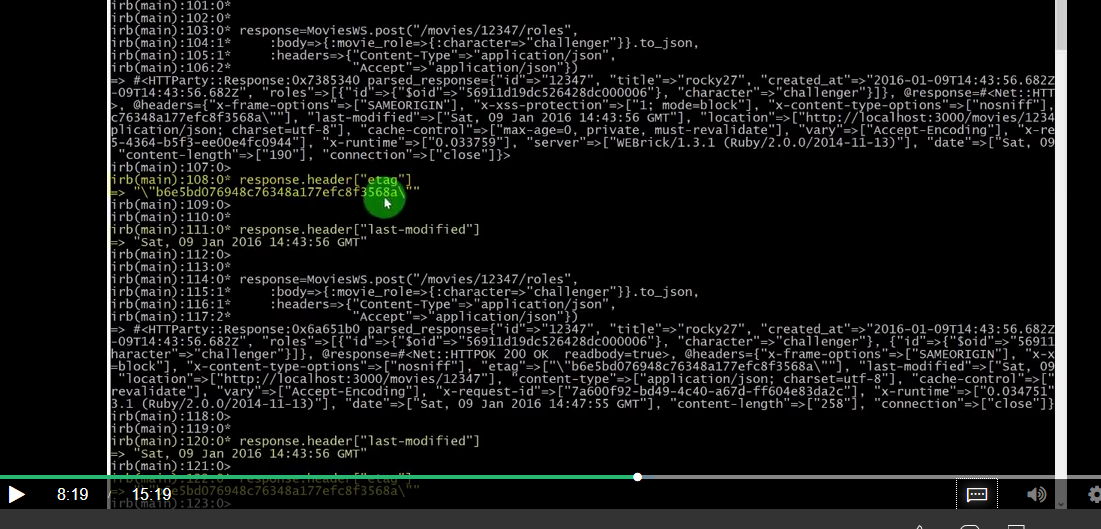 irb(main):101:0*
irb(main):102:0*
irb(main):103:0* response=MoviesWS.post("/movies/12347/roles",
irb(main):104:1*     :body=>{:movie_role=>{:character=>"challenger"}}.to_json,
irb(main):105:1*     :headers=>{"Content-Type"=>"application/json",
irb(main):106:2*                "Accept"=>"application/json"})
=> #<HTTParty::Response:0x7385340 parsed_response={"id"=>"12347", "title"=>"rocky27", "created_at"=>"2016-01-09T14:43:56.682Z
-09T14:43:56.682Z", "roles"=>[{"id"=>{"$oid"=>"56911d19dc526428dc000006"}, "character"=>"challenger"}]}, @response=#<Net::HTT
>, @headers={"x-frame-options"=>["SAMEORIGIN"], "x-xss-protection"=>["1; mode=block"], "x-content-type-options"=>["nosniff"],
c76348a177efc8f3568a\""], "last-modified"=>["Sat, 09 Jan 2016 14:43:56 GMT"], "location"=>["http://localhost:3000/movies/1234
plication/json; charset=utf-8"], "cache-control"=>["max-age=0, private, must-revalidate"], "vary"=>["Accept-Encoding"], "x-re
5-4364-b5f3-ee00e4fc0944"], "x-runtime"=>["0.033759"], "server"=>["WEBrick/1.3.1 (Ruby/2.0.0/2014-11-13)"], "date"=>["Sat, 09
"content-length"=>["190"], "connection"=>["close"]}>
irb(main):107:0>
irb(main):108:0* response.header["etag"]
=> "\"b6e5bd076948c76348a177efc8f3568a\""
irb(main):109:0>
irb(main):110:0*
irb(main):111:0* response.header["last-modified"]
=> "Sat, 09 Jan 2016 14:43:56 GMT"
irb(main):112:0>
irb(main):113:0*
irb(main):114:0* response=MoviesWS.post("/movies/12347/roles",
irb(main):115:1*     :body=>{:movie_role=>{:character=>"challenger"}}.to_json,
irb(main):116:1*     :headers=>{"Content-Type"=>"application/json",
irb(main):117:2*                "Accept"=>"application/json"})
=> #<HTTParty::Response:0x6a651b0 parsed_response={"id"=>"12347", "title"=>"rocky27", "created_at"=>"2016-01-09T14:43:56.682Z
-09T14:43:56.682Z", "roles"=>[{"id"=>{"$oid"=>"56911d19dc526428dc000006"}, "character"=>"challenger"}, {"id"=>{"$oid"=>"56911
haracter"=>"challenger"}]}, @response=#<Net::HTTPOK 200 OK  readbody=true>, @headers={"x-frame-options"=>["SAMEORIGIN"], "x-x
=block"], "x-content-type-options"=>["nosniff"], "etag"=>["\"b6e5bd076948c76348a177efc8f3568a\""], "last-modified"=>["Sat, 09
"location"=>["http://localhost:3000/movies/12347"], "content-type"=>["application/json; charset=utf-8"], "cache-control"=>["
revalidate"], "vary"=>["Accept-Encoding"], "x-request-id"=>["7a600f92-bd49-4c40-a67d-ff604e83da2c"], "x-runtime"=>["0.034751"
3.1 (Ruby/2.0.0/2014-11-13)"], "date"=>["Sat, 09 Jan 2016 14:47:55 GMT"], "content-length"=>["258"], "connection"=>["close"]}
irb(main):118:0>
irb(main):119:0*
irb(main):120:0* response.header["last-modified"]
=> "Sat, 09 Jan 2016 14:43:56 GMT"
irb(main):121:0>
irb(main):122:0* response.header["etag"]
=> "\"b6e5bd076948c76348a177efc8f3568a\""
irb(main):123:0>
8:19 / 15:19